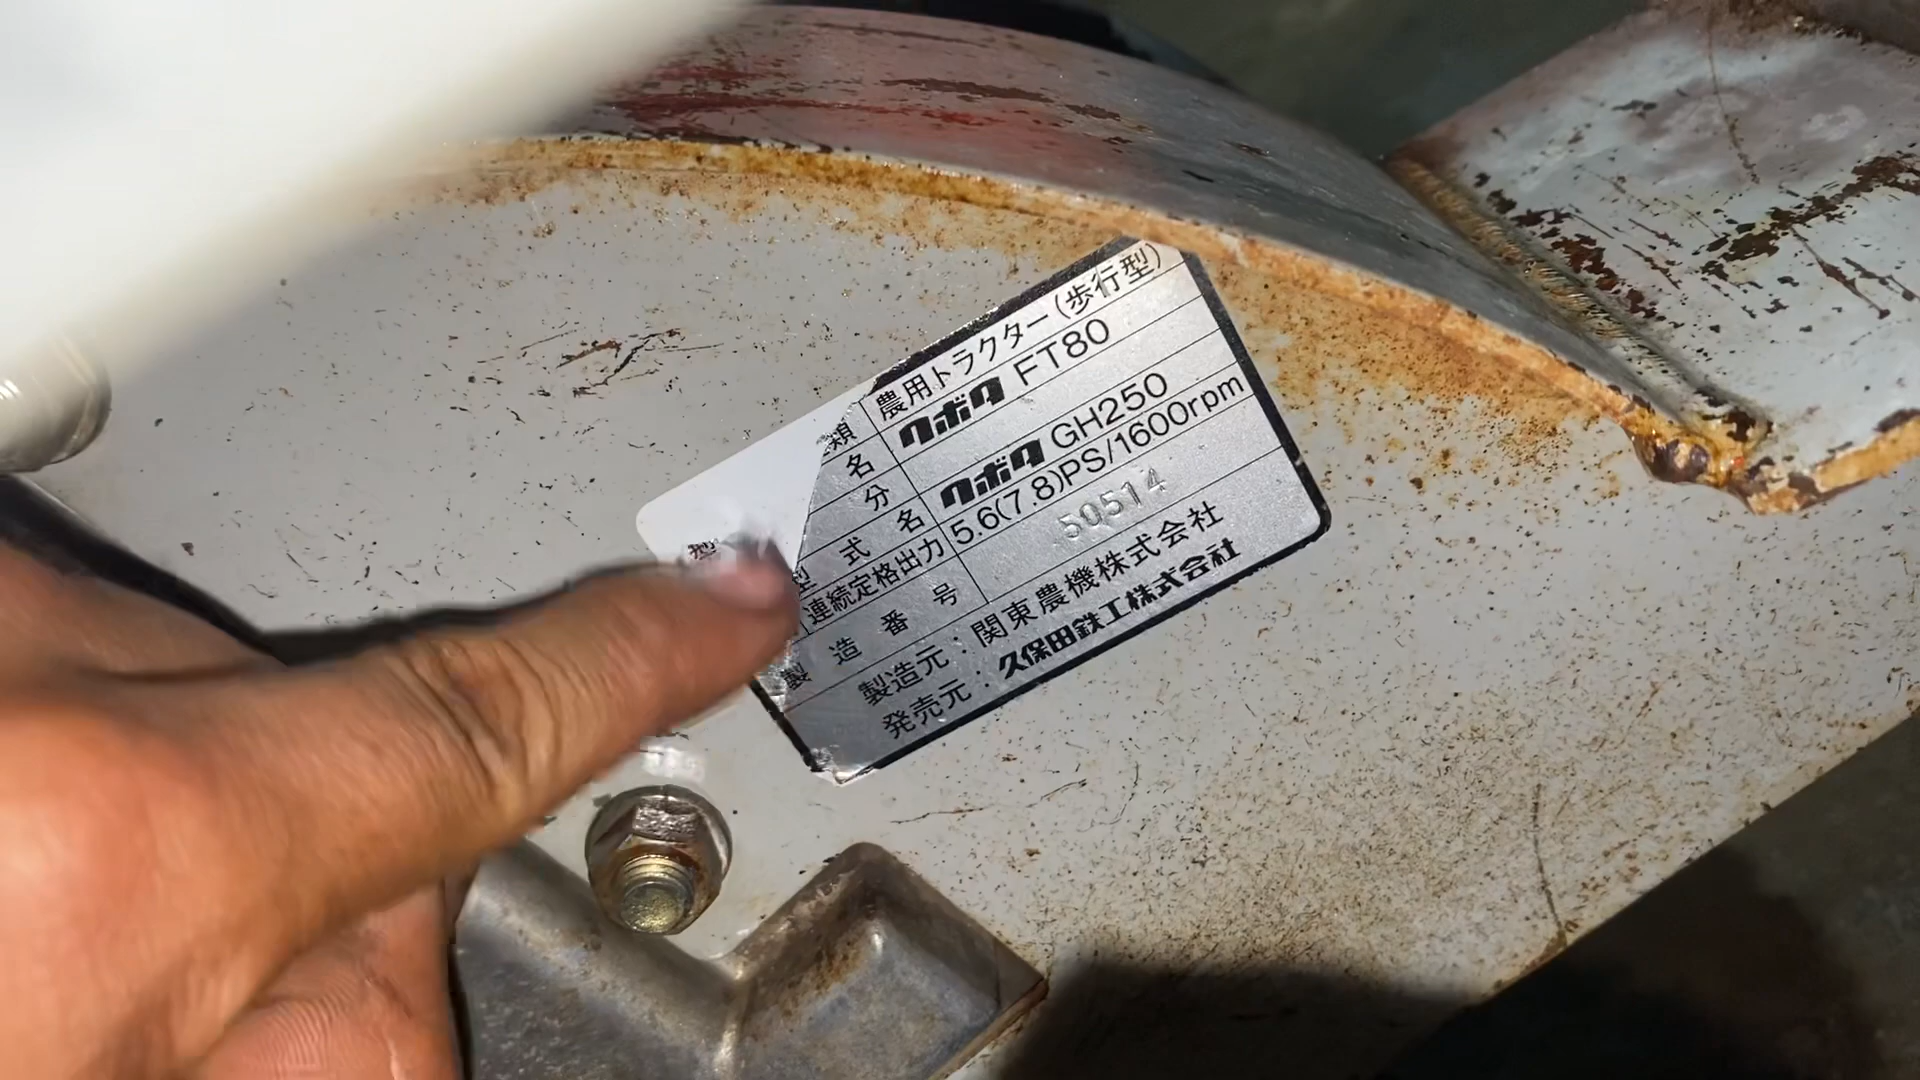 類 農用トラクター(歩行型)
名 クボタ FT80
分
型式名 クボタ GH250
連続定格出力 5.6(7.8)PS/1600rpm
製造番号 50514
製造元:関東農機株式会社
発売元:久保田鉄工株式会社